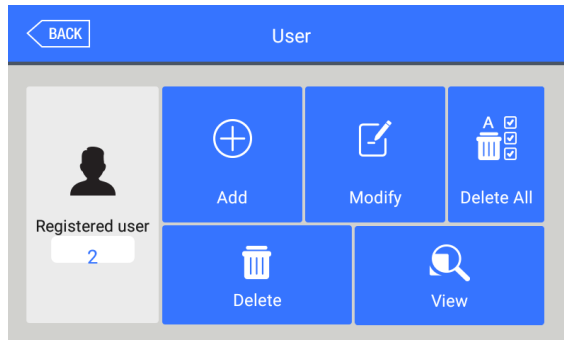 BACK
User
Add
Modify
A
Delete All
Registered user
2
Delete
View